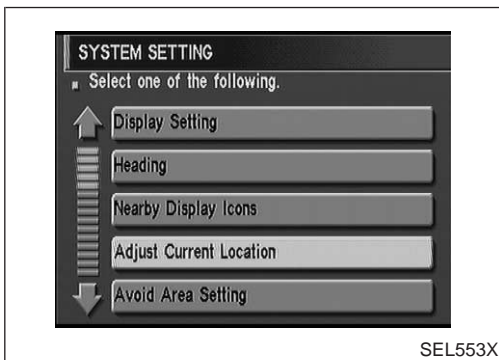 SYSTEM SETTING
Select one of the following.
Display Setting
Heading
Nearby Display Icons
Adjust Current Location
Avoid Area Setting
SEL553X